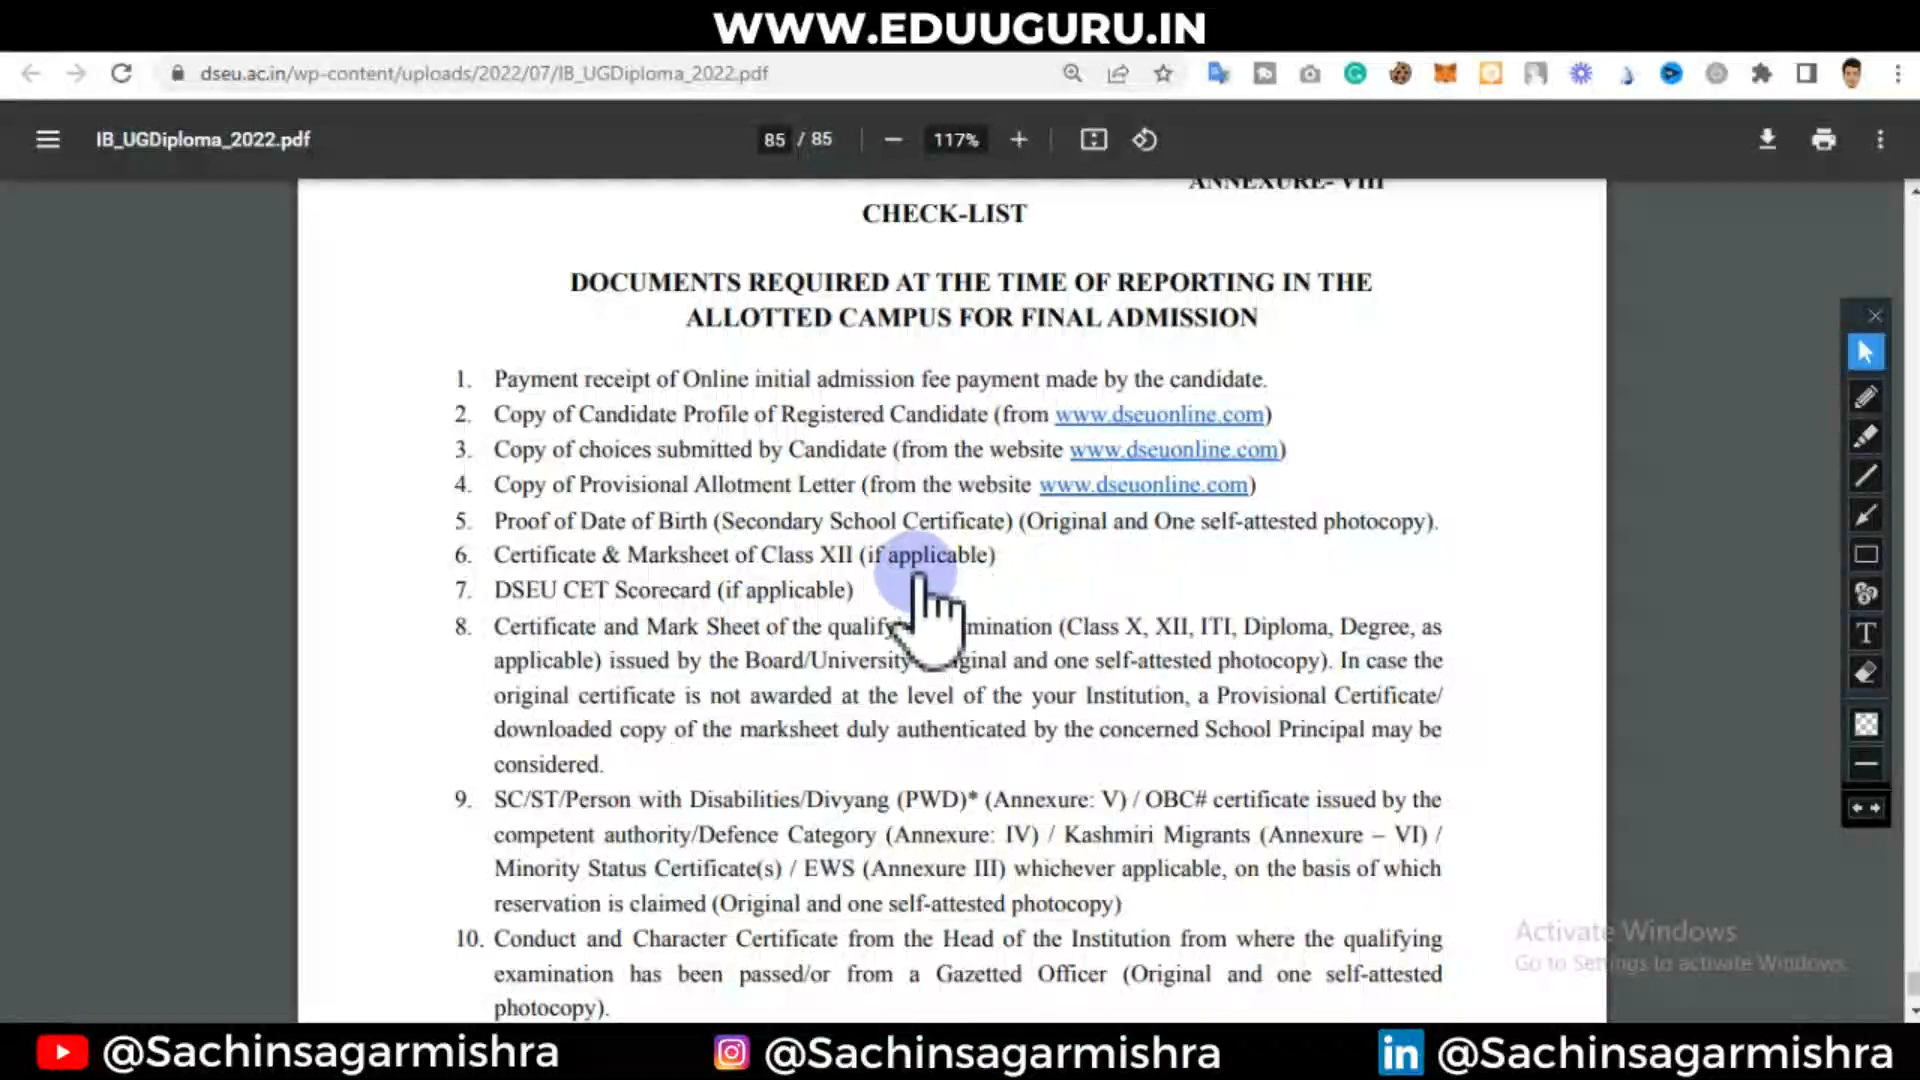 WWW.EDUUGURU.IN
dseu.ac.in/wp-content/uploads/2022/07/IB_UGDiploma_2022.pdf
IB_UGDiploma_2022.pdf
85 / 85
117%
ANNEXURE- VIII
CHECK-LIST
DOCUMENTS REQUIRED AT THE TIME OF REPORTING IN THE
ALLOTTED CAMPUS FOR FINAL ADMISSION
1. Payment receipt of Online initial admission fee payment made by the candidate.
2. Copy of Candidate Profile of Registered Candidate (from www.dseuonline.com)
3. Copy of choices submitted by Candidate (from the website www.dseuonline.com)
4. Copy of Provisional Allotment Letter (from the website www.dseuonline.com)
5. Proof of Date of Birth (Secondary School Certificate) (Original and One self-attested photocopy).
6. Certificate & Marksheet of Class XII (if applicable)
7. DSEU CET Scorecard (if applicable)
8. Certificate and Mark Sheet of the (Class X, XII, ITI, Diploma, Degree, as
applicable) issued by the Board/University and one self-attested photocopy). In case the
original certificate is not awarded at the level of the your Institution, a Provisional Certificate/
downloaded copy of the marksheet duly authenticated by the concerned School Principal may be
considered.
9. SC/ST/Person with Disabilities/Divyang (PWD)* (Annexure: V) / OBC# certificate issued by the
competent authority/Defence Category (Annexure: IV) / Kashmiri Migrants (Annexure – VI) /
Minority Status Certificate(s) / EWS (Annexure III) whichever applicable, on the basis of which
reservation is claimed (Original and one self-attested photocopy)
10. Conduct and Character Certificate from the Head of the Institution from where the qualifying
examination has been passed/or from a Gazetted Officer (Original and one self-attested
photocopy).
Activate Windows
Go to Settings to activate Windows.
@Sachinsagarmishra
@Sachinsagarmishra
in @Sachinsagarmishra